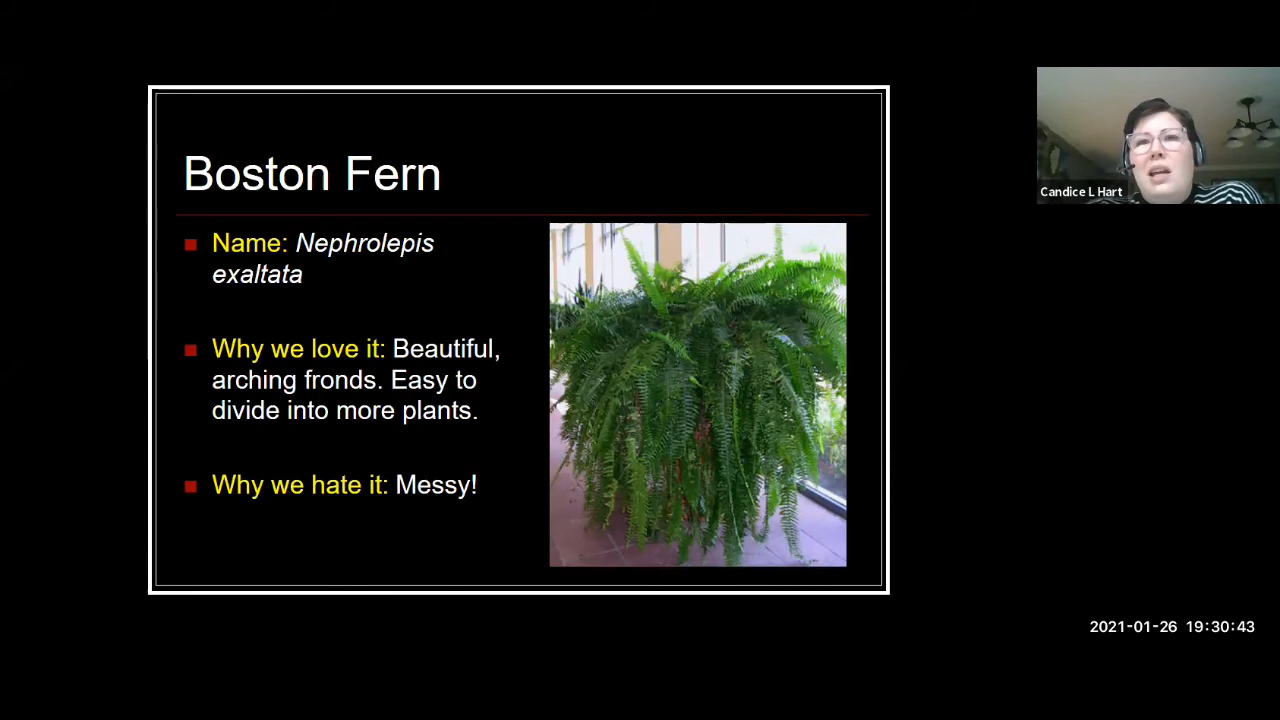 Boston Fern
Name: Nephrolepis
exaltata
Why we love it: Beautiful,
arching fronds. Easy to
divide into more plants.
Why we hate it: Messy!
Candice L Hart
2021-01-26 19:30:43